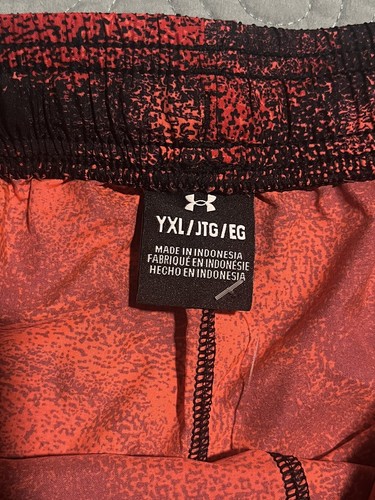 YXL/JTG/EG
MADE IN INDONESIA
FABRIQUÉ EN INDONÉSIE
HECHO EN INDONESIA